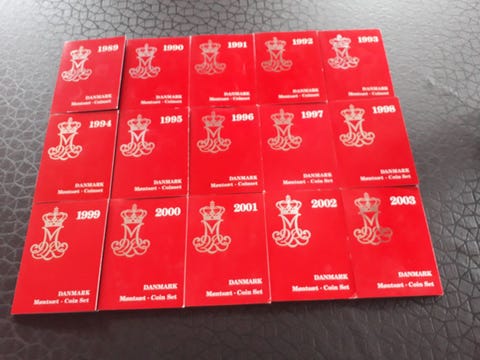 1989
DANMARK
Møntsæt · Coinset
1990
DANMARK
Møntsæt · Coinset
1991
DANMARK
Møntsæt · Coinset
1992
DANMARK
Møntsæt · Coinset
1993
DANMARK
Møntsæt · Coinset
1994
DANMARK
Møntsæt · Coinset
1995
DANMARK
Møntsæt · Coinset
1996
DANMARK
Møntsæt · Coin Set
1997
DANMARK
Møntsæt · Coin Set
1998
DANMARK
Møntsæt · Coin Set
1999
DANMARK
Møntsæt · Coin Set
2000
DANMARK
Møntsæt · Coin Set
2001
DANMARK
Møntsæt · Coin Set
2002
DANMARK
Møntsæt · Coin Set
2003
DANMARK
Møntsæt · Coin Set